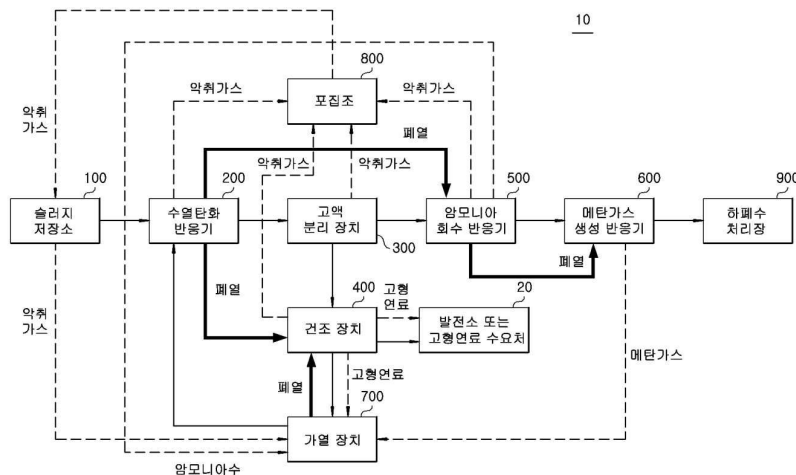 10
800
포집조
악취가스
악취가스
악취
가스
폐열
악취가스
악취가스
100
슬러지
저장소
200
수열탄화
반응기
고액
분리 장치
300
500
암모니아
회수 반응기
600
메탄가스
생성 반응기
900
하폐수
처리장
폐열
폐열
400
건조 장치
고형
연료
20
발전소 또는
고형연료 수요처
악취
가스
메탄가스
폐열
고형연료
700
가열 장치
암모니아수